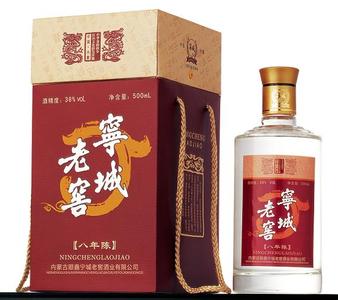 酒精度:38%VOL 净含量:500mL
寧城
老窖
【八年陈】
NINGCHENGLAOJIAO
内蒙古顺鑫宁城老窖酒业有限公司
NINGCHENG
LAOJIAO
寧城
老窖
【八年陈】
NINGCHENGLAOJIAO